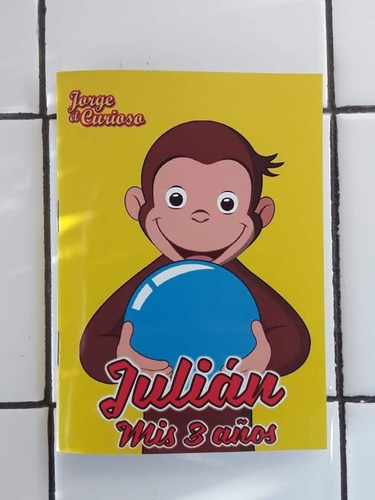 Jorge
el Curioso
Julián
Mis 3 años